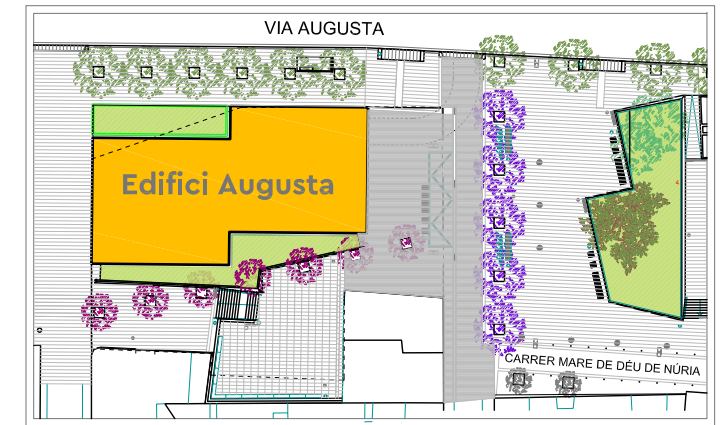 VIA AUGUSTA
Edifici Augusta
CARRER MARE DE DÉU DE NÚRIA